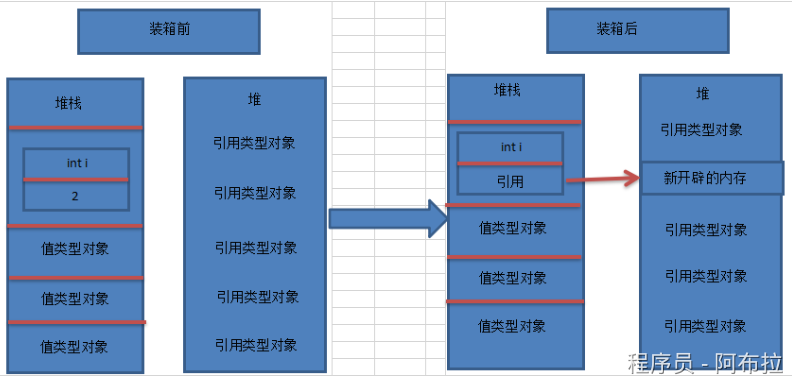 装箱前
堆栈
int i
2
值类型对象
值类型对象
值类型对象
堆
引用类型对象
引用类型对象
引用类型对象
引用类型对象
引用类型对象
装箱后
堆栈
int i
引用
值类型对象
值类型对象
值类型对象
堆
引用类型对象
新开辟的内存
引用类型对象
引用类型对象
引用类型对象
程序员 - 阿布拉